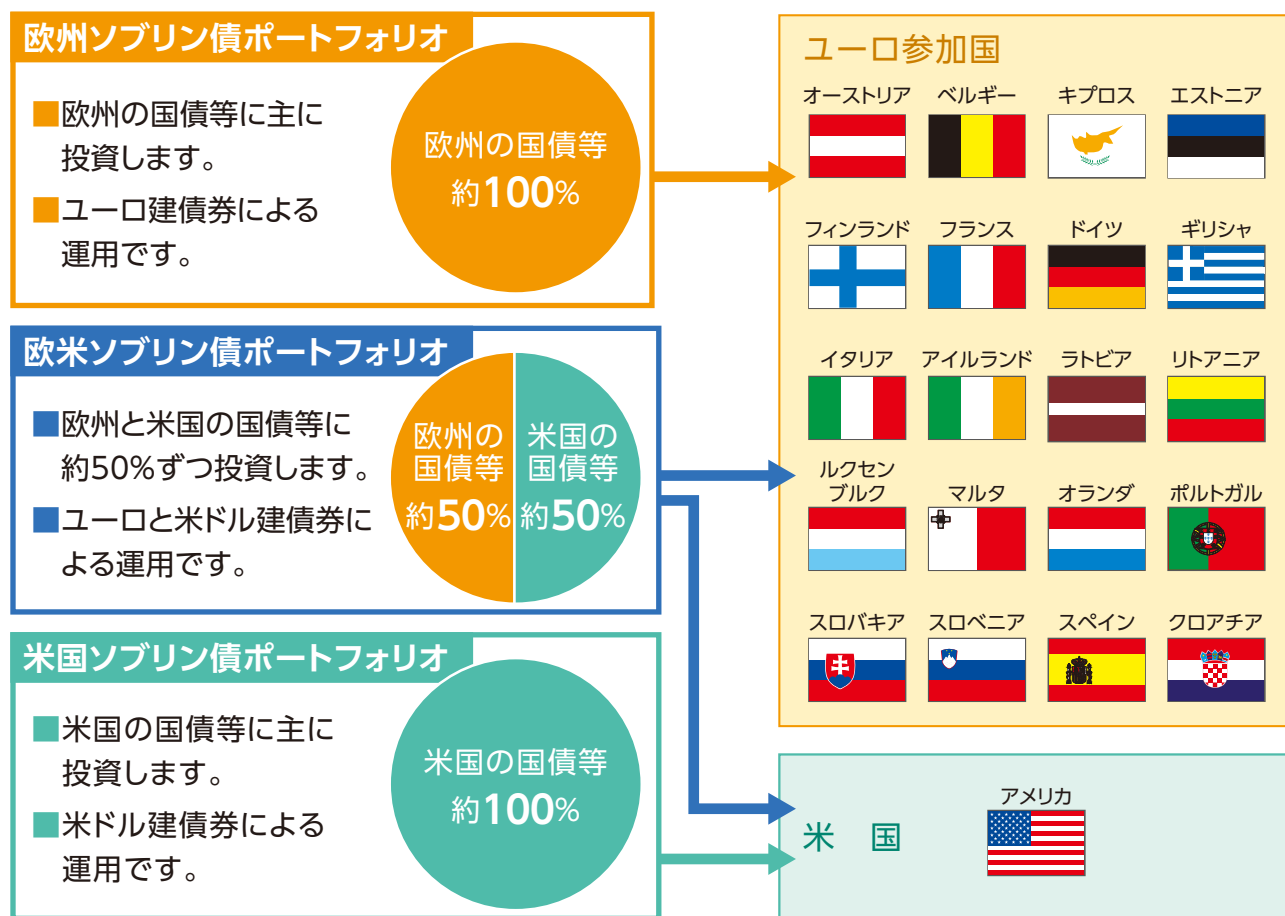 欧州ソブリン債ポートフォリオ
■欧州の国債等に主に
投資します。
■ユーロ建債券による
運用です。
欧州の国債等
約100%
欧米ソブリン債ポートフォリオ
■欧州と米国の国債等に
約50%ずつ投資します。
■ユーロと米ドル建債券に
よる運用です。
欧州の
国債等
約50%
米国の
国債等
約50%
米国ソブリン債ポートフォリオ
■米国の国債等に主に
投資します。
■米ドル建債券による
運用です。
米国の国債等
約100%
ユーロ参加国
オーストリア ベルギー キプロス エストニア
フィンランド フランス ドイツ ギリシャ
イタリア アイルランド ラトビア リトアニア
ルクセン
ブルク マルタ オランダ ポルトガル
スロバキア スロベニア スペイン クロアチア
米 国
アメリカ